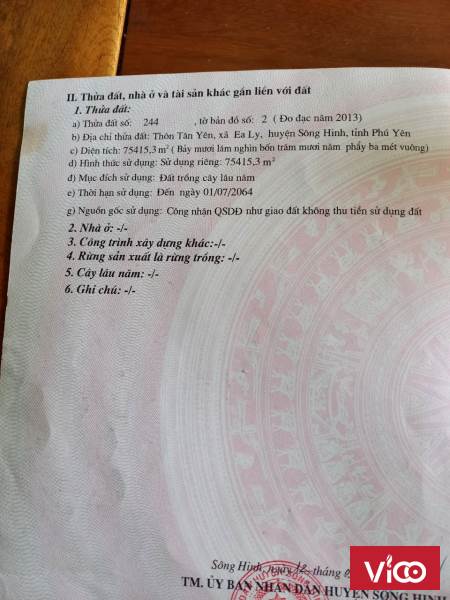 II. Thửa đất, nhà ở và tài sản khác gắn liền với đất
1. Thửa đất:
a) Thửa đất số: 244 , tờ bản đồ số: 2 ( Đo đạc năm 2013)
b) Địa chỉ thửa đất: Thôn Tân Yên, xã Ea Ly, huyện Sông Hinh, tỉnh Phú Yên
c) Diện tích: 75415,3 m² ( Bảy mươi lăm nghìn bốn trăm mười năm phẩy ba mét vuông)
d) Hình thức sử dụng: Sử dụng riêng: 75415,3 m²
đ) Mục đích sử dụng: Đất trồng cây lâu năm
e) Thời hạn sử dụng: Đến ngày 01/07/2064
g) Nguồn gốc sử dụng: Công nhận QSDĐ như giao đất không thu tiền sử dụng đất
2. Nhà ở: -/-
3. Công trình xây dựng khác:-/-
4. Rừng sản xuất là rừng trồng: -/-
5. Cây lâu năm: -/-
6. Ghi chú: -/-
Sông Hinh, ngày 12 tháng
TM. ỦY BAN NHÂN DÂN HUYỆN SÔNG HINH
Vico